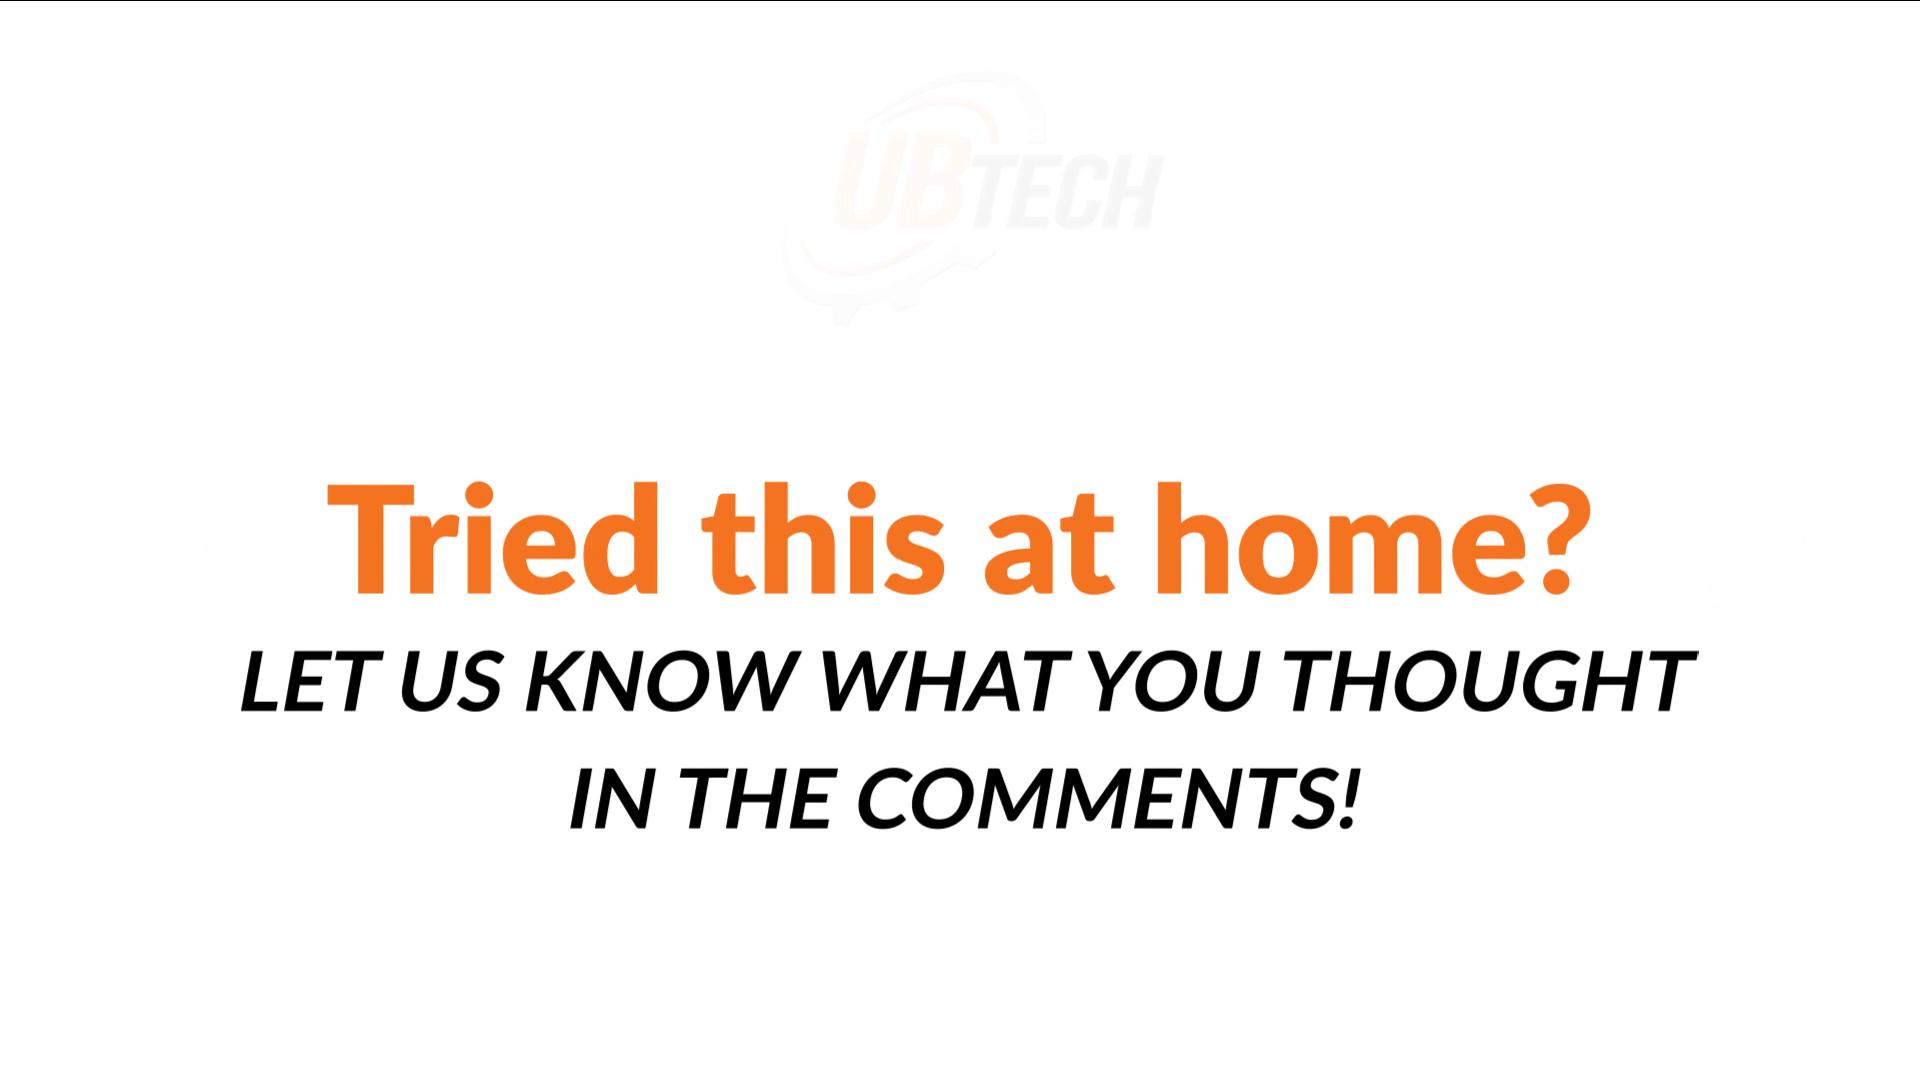 UBTECH
Tried this at home?
LET US KNOW WHAT YOU THOUGHT
IN THE COMMENTS!